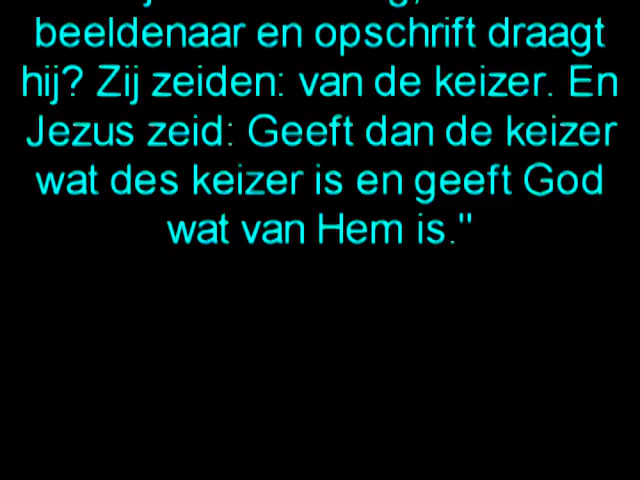 beeldenaar en opschrift draagt
hij? Zij zeiden: van de keizer. En
Jezus zeid: Geeft dan de keizer
wat des keizer is en geeft God
wat van Hem is."